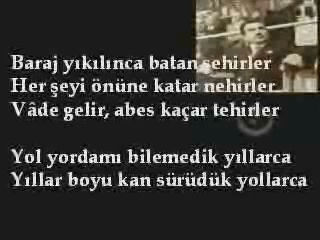 Baraj yıkılınca batan şehirler
Her şeyi önüne katar nehirler
Vâde gelir, abes kaçar tehirler
Yol yordamı bilemedik yıllarca
Yıllar boyu kan sürüdük yollarca